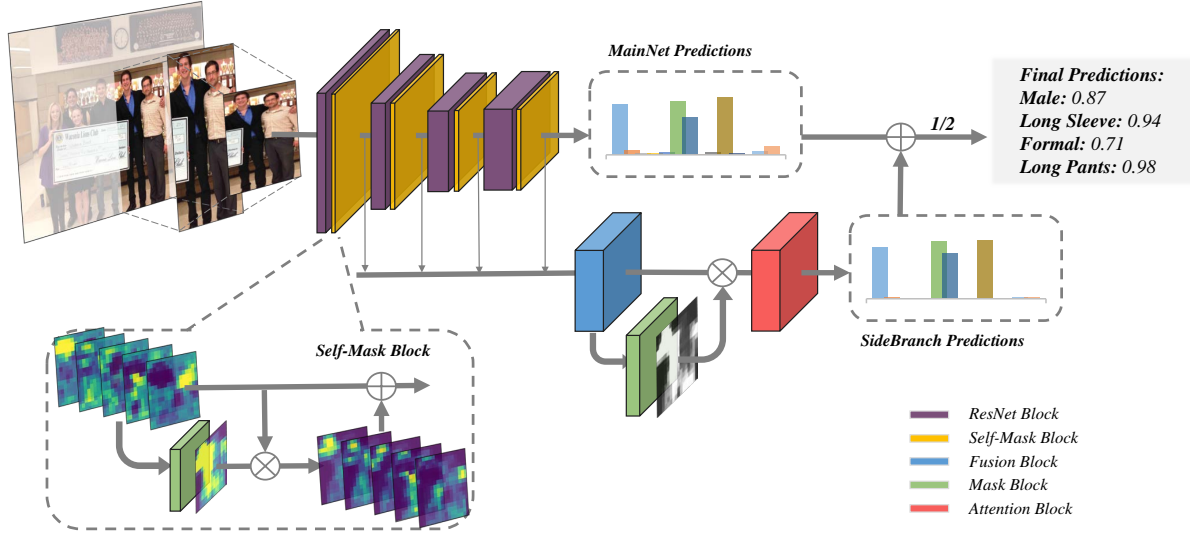 MainNet Predictions
Final Predictions:
Male: 0.87
Long Sleeve: 0.94
Formal: 0.71
Long Pants: 0.98
1/2
SideBranch Predictions
Self-Mask Block
ResNet Block
Self-Mask Block
Fusion Block
Mask Block
Attention Block